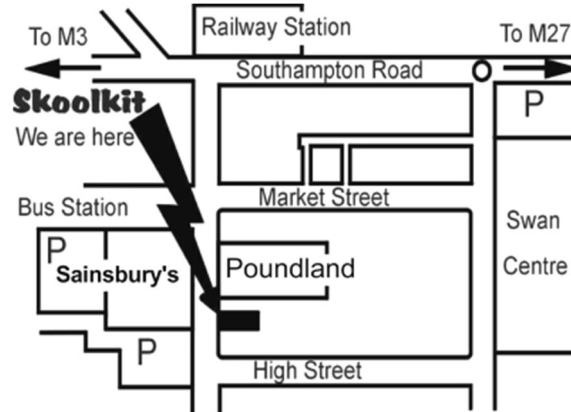 Railway Station
To M3
To M27
Southampton Road
Skoolkit
P
We are here
Market Street
Bus Station
Swan
Centre
P
Sainsbury's
Poundland
P
High Street